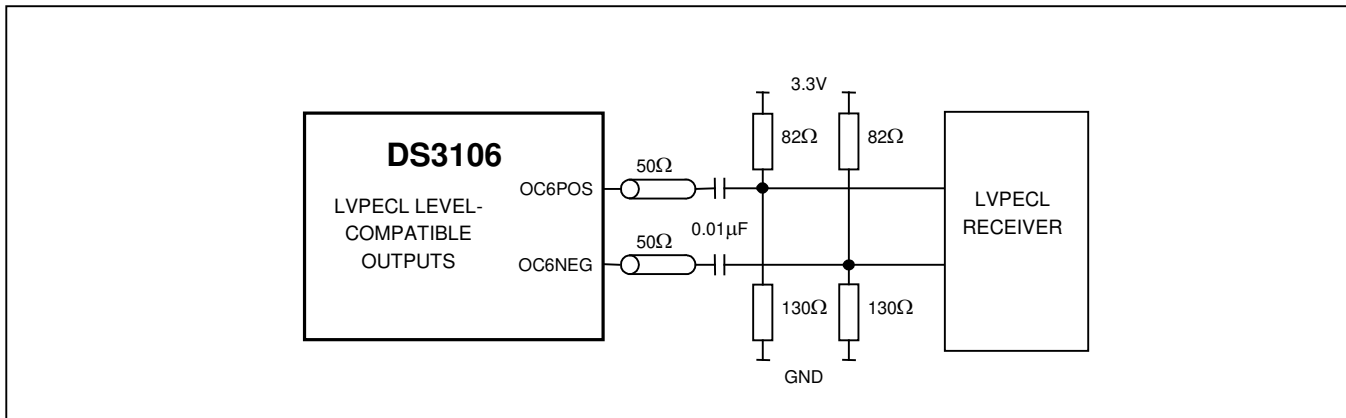 3.3V
82Ω
82Ω
DS3106
LVPECL LEVEL-
COMPATIBLE
OUTPUTS
OC6POS
OC6NEG
50Ω
0.01µF
50Ω
130Ω
130Ω
GND
LVPECL
RECEIVER